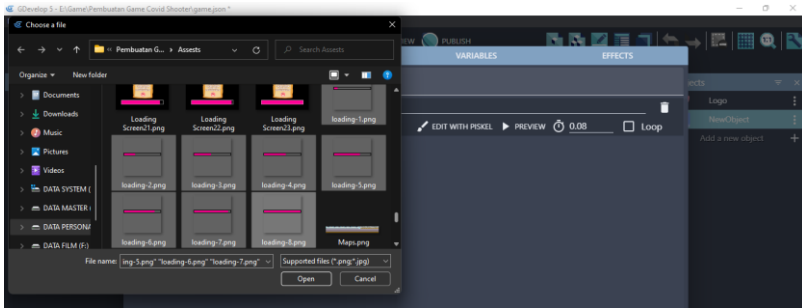 GDevelop 5 - E:\Game\Pembuatan Game Covid Shooter\game.json *
Choose a file
Pembuatan G... > Assests
Search Assests
PUBLISH
Organize
New folder
VARIABLES
EFFECTS
Documents
Downloads
Music
Pictures
Videos
DATA SYSTEM (
DATA MASTER
DATA PERSONA
DATA FILM (F:)
Loading Screen21.png
Loading Screen22.png
Loading Screen23.png
loading-1.png
loading-2.png
loading-3.png
loading-4.png
loading-5.png
loading-6.png
loading-7.png
loading-8.png
Maps.png
File name:
ing-5.png" "loading-6.png" "loading-7.png"
Supported files (*.png;*.jpg)
Open
Cancel
EDIT WITH PISKEL
PREVIEW
0.08
Loop
Logo
NewObject
Add a new object